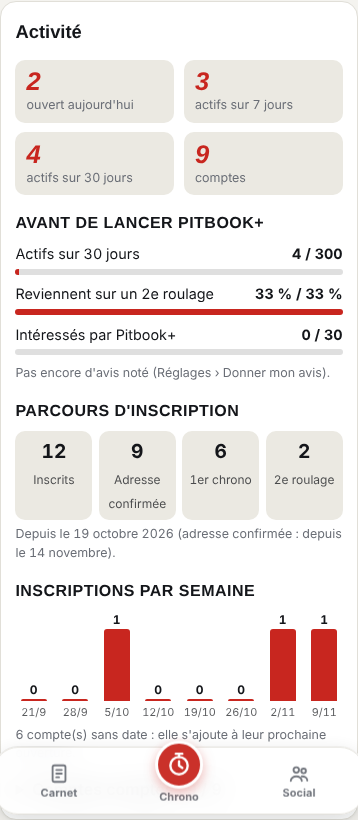 Activité
2
ouvert aujourd'hui
3
actifs sur 7 jours
4
actifs sur 30 jours
9
comptes
AVANT DE LANCER PITBOOK+
Actifs sur 30 jours 4 / 300
Reviennent sur un 2e roulage 33 % / 33 %
Intéressés par Pitbook+ 0 / 30
Pas encore d'avis noté (Réglages › Donner mon avis).
PARCOURS D'INSCRIPTION
12
Inscrits
9
Adresse
confirmée
6
1er chrono
2
2e roulage
Depuis le 19 octobre 2026 (adresse confirmée : depuis
le 14 novembre).
INSCRIPTIONS PAR SEMAINE
0 0 1 0 0 0 1 1
21/9 28/9 5/10 12/10 19/10 26/10 2/11 9/11
6 compte(s) sans date : elle s'ajoute à leur prochaine
Carnet
Chrono
Social